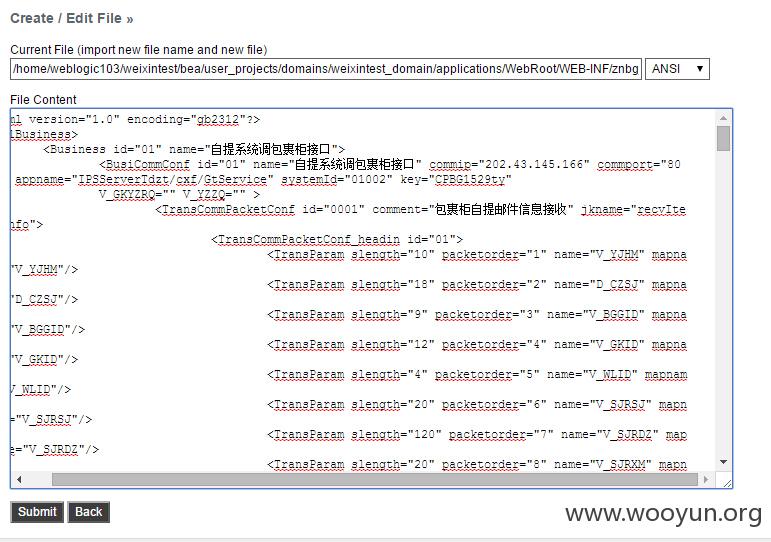 Create / Edit File »
Current File (import new file name and new file)
/home/weblogic103/weixintest/bea/user_projects/domains/weixintest_domain/applications/WebRoot/WEB-INF/znbg
ANSI
File Content
ml version="1.0" encoding="gb2312"?>
lBusiness>
<Business id="01" name="自提系统调包裹柜接口">
<BusiCommConf id="01" name="自提系统调包裹柜接口" commip="202.43.145.166" commport="80
appname="IPSServerTdzt/cxf/GtService" systemId="01002" key="CPBG1529ty"
V_GKYZRQ="" V_YZZQ="" >
<TransCommPacketConf id="0001" comment="包裹柜自提邮件信息接收" jkname="recvIte
nfo">
<TransCommPacketConf_headin id="01">
<TransParam slength="10" packetorder="1" name="V_YJHM" mapna
"V_YJHM"/>
<TransParam slength="18" packetorder="2" name="D_CZSJ" mapna
"D_CZSJ"/>
<TransParam slength="9" packetorder="3" name="V_BGGID" mapna
"V_BGGID"/>
<TransParam slength="12" packetorder="4" name="V_GKID" mapna
"V_GKID"/>
<TransParam slength="4" packetorder="5" name="V_WLID" mapnam
V_WLID"/>
<TransParam slength="20" packetorder="6" name="V_SJRSJ" mapn
="V_SJRSJ"/>
<TransParam slength="120" packetorder="7" name="V_SJRDZ" map
e="V_SJRDZ"/>
<TransParam slength="20" packetorder="8" name="V_SJRXM" mapn
Submit Back
www.wooyun.org